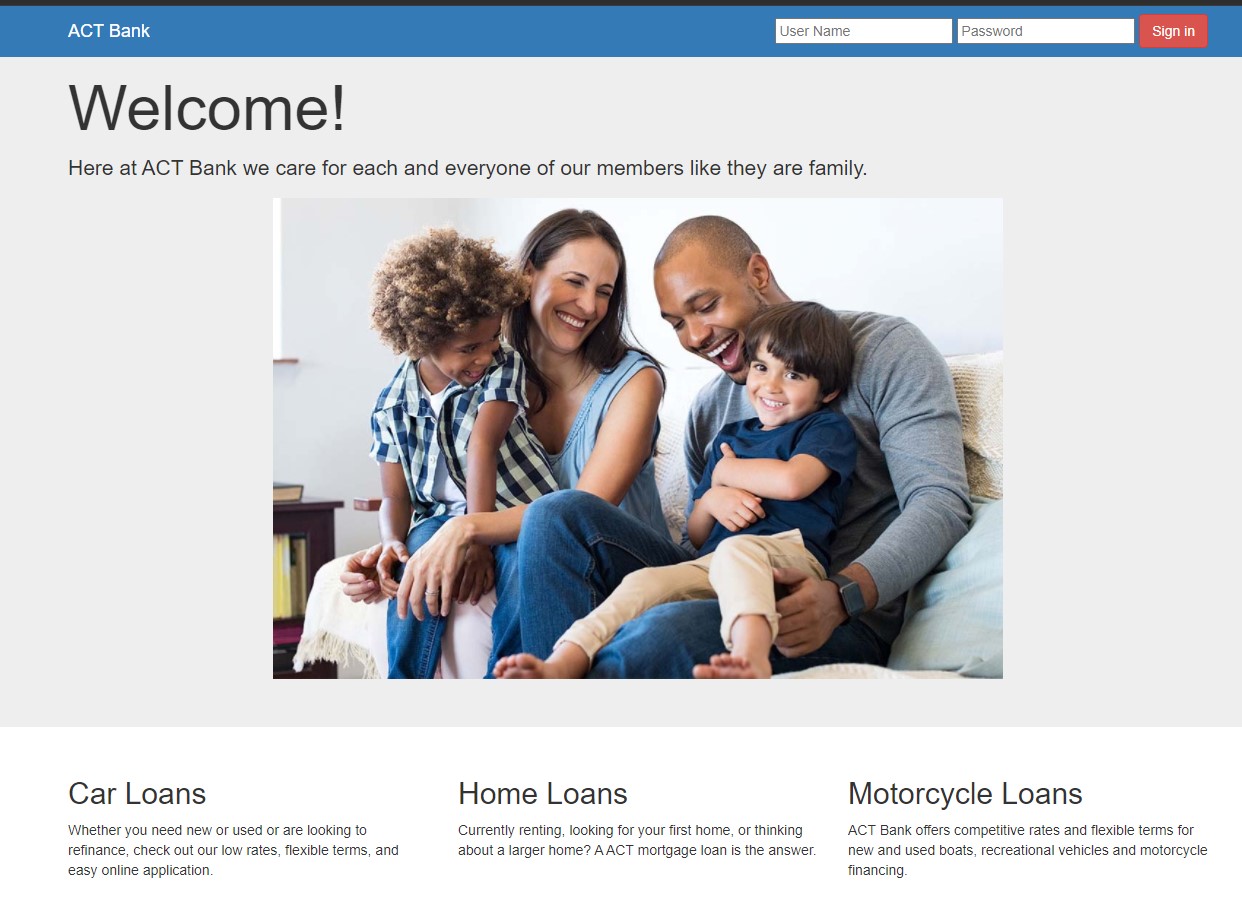 ACT Bank
User Name
Password
Sign in
Welcome!
Here at ACT Bank we care for each and everyone of our members like they are family.
Car Loans
Whether you need new or used or are looking to
refinance, check out our low rates, flexible terms, and
easy online application.
Home Loans
Currently renting, looking for your first home, or thinking
about a larger home? A ACT mortgage loan is the answer.
Motorcycle Loans
ACT Bank offers competitive rates and flexible terms for
new and used boats, recreational vehicles and motorcycle
financing.